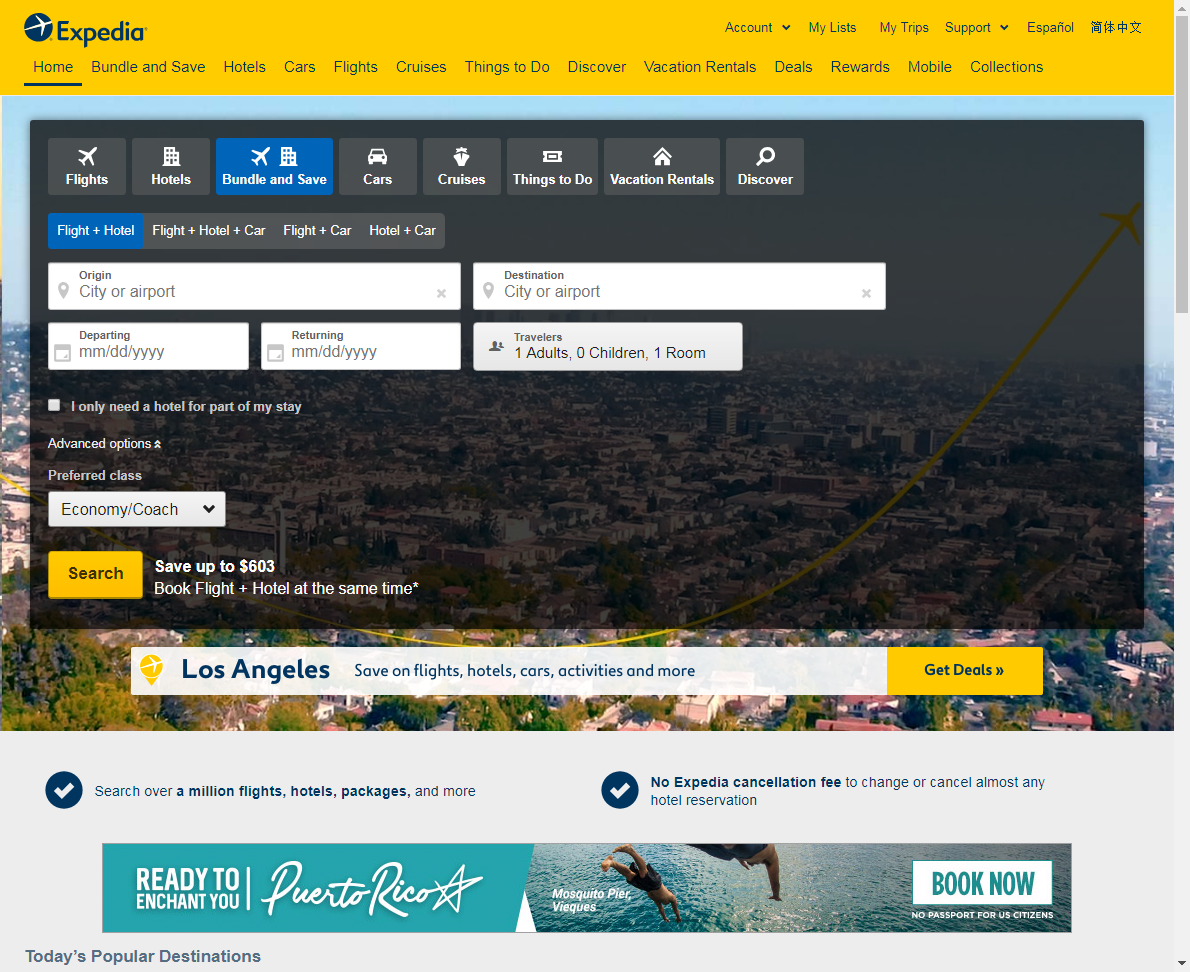 Expedia
Account
My Lists
My Trips
Support
Español
简体中文
Home
Bundle and Save
Hotels
Cars
Flights
Cruises
Things to Do
Discover
Vacation Rentals
Deals
Rewards
Mobile
Collections
Flights
Hotels
Bundle and Save
Cars
Cruises
Things to Do
Vacation Rentals
Discover
Flight + Hotel
Flight + Hotel + Car
Flight + Car
Hotel + Car
Origin
City or airport
Destination
City or airport
Departing
mm/dd/yyyy
Returning
mm/dd/yyyy
Travelers
1 Adults, 0 Children, 1 Room
I only need a hotel for part of my stay
Advanced options
Preferred class
Economy/Coach
Search
Save up to $603
Book Flight + Hotel at the same time*
Los Angeles
Save on flights, hotels, cars, activities and more
Get Deals »
Search over a million flights, hotels, packages, and more
No Expedia cancellation fee to change or cancel almost any
hotel reservation
READY TO
ENCHANT YOU
Puerto Rico
Mosquito Pier,
Vieques
BOOK NOW
NO PASSPORT FOR US CITIZENS
Today's Popular Destinations